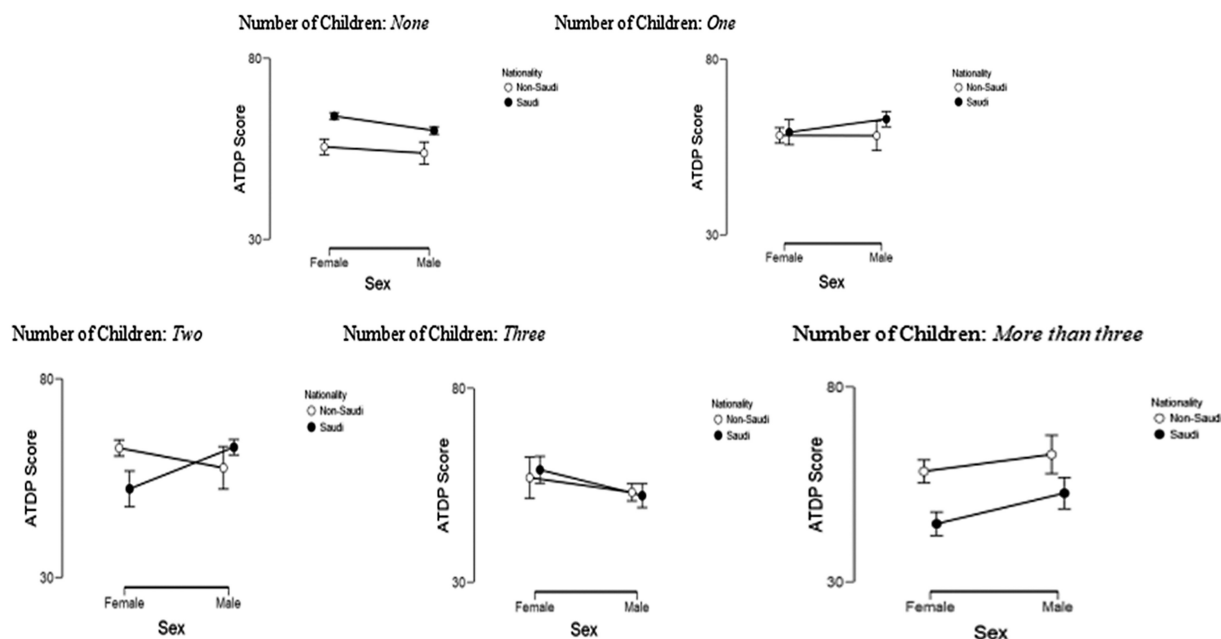 Number of Children: None
80
ATDP Score
30
Nationality
Non-Saudi
Saudi
Female Male
Sex
Number of Children: One
80
ATDP Score
30
Nationality
Non-Saudi
Saudi
Female Male
Sex
Number of Children: Two
80
ATDP Score
30
Nationality
Non-Saudi
Saudi
Female Male
Sex
Number of Children: Three
80
ATDP Score
30
Nationality
Non-Saudi
Saudi
Female Male
Sex
Number of Children: More than three
80
ATDP Score
30
Nationality
Non-Saudi
Saudi
Female Male
Sex